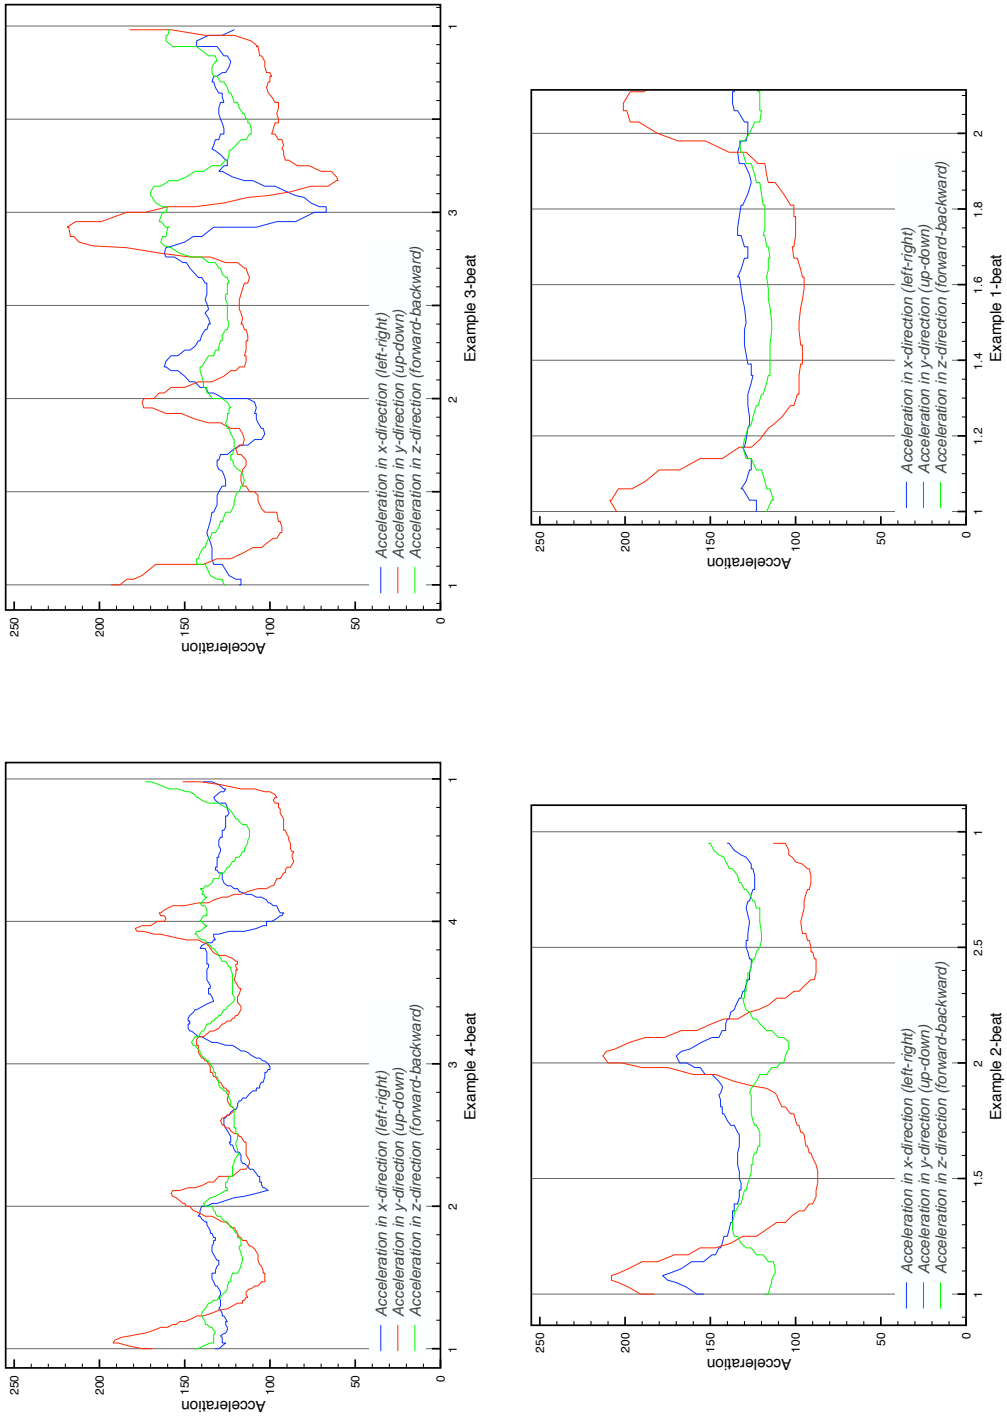 250
200
150
100
50
0
Acceleration
1
2
3
4
1
Example 4-beat
Acceleration in x-direction (left-right)
Acceleration in y-direction (up-down)
Acceleration in z-direction (forward-backward)
250
200
150
100
50
0
Acceleration
1
2
3
1
Example 3-beat
Acceleration in x-direction (left-right)
Acceleration in y-direction (up-down)
Acceleration in z-direction (forward-backward)
250
200
150
100
50
0
Acceleration
1
1.5
2
2.5
1
Example 2-beat
Acceleration in x-direction (left-right)
Acceleration in y-direction (up-down)
Acceleration in z-direction (forward-backward)
250
200
150
100
50
0
Acceleration
1
1.2
1.4
1.6
1.8
2
Example 1-beat
Acceleration in x-direction (left-right)
Acceleration in y-direction (up-down)
Acceleration in z-direction (forward-backward)